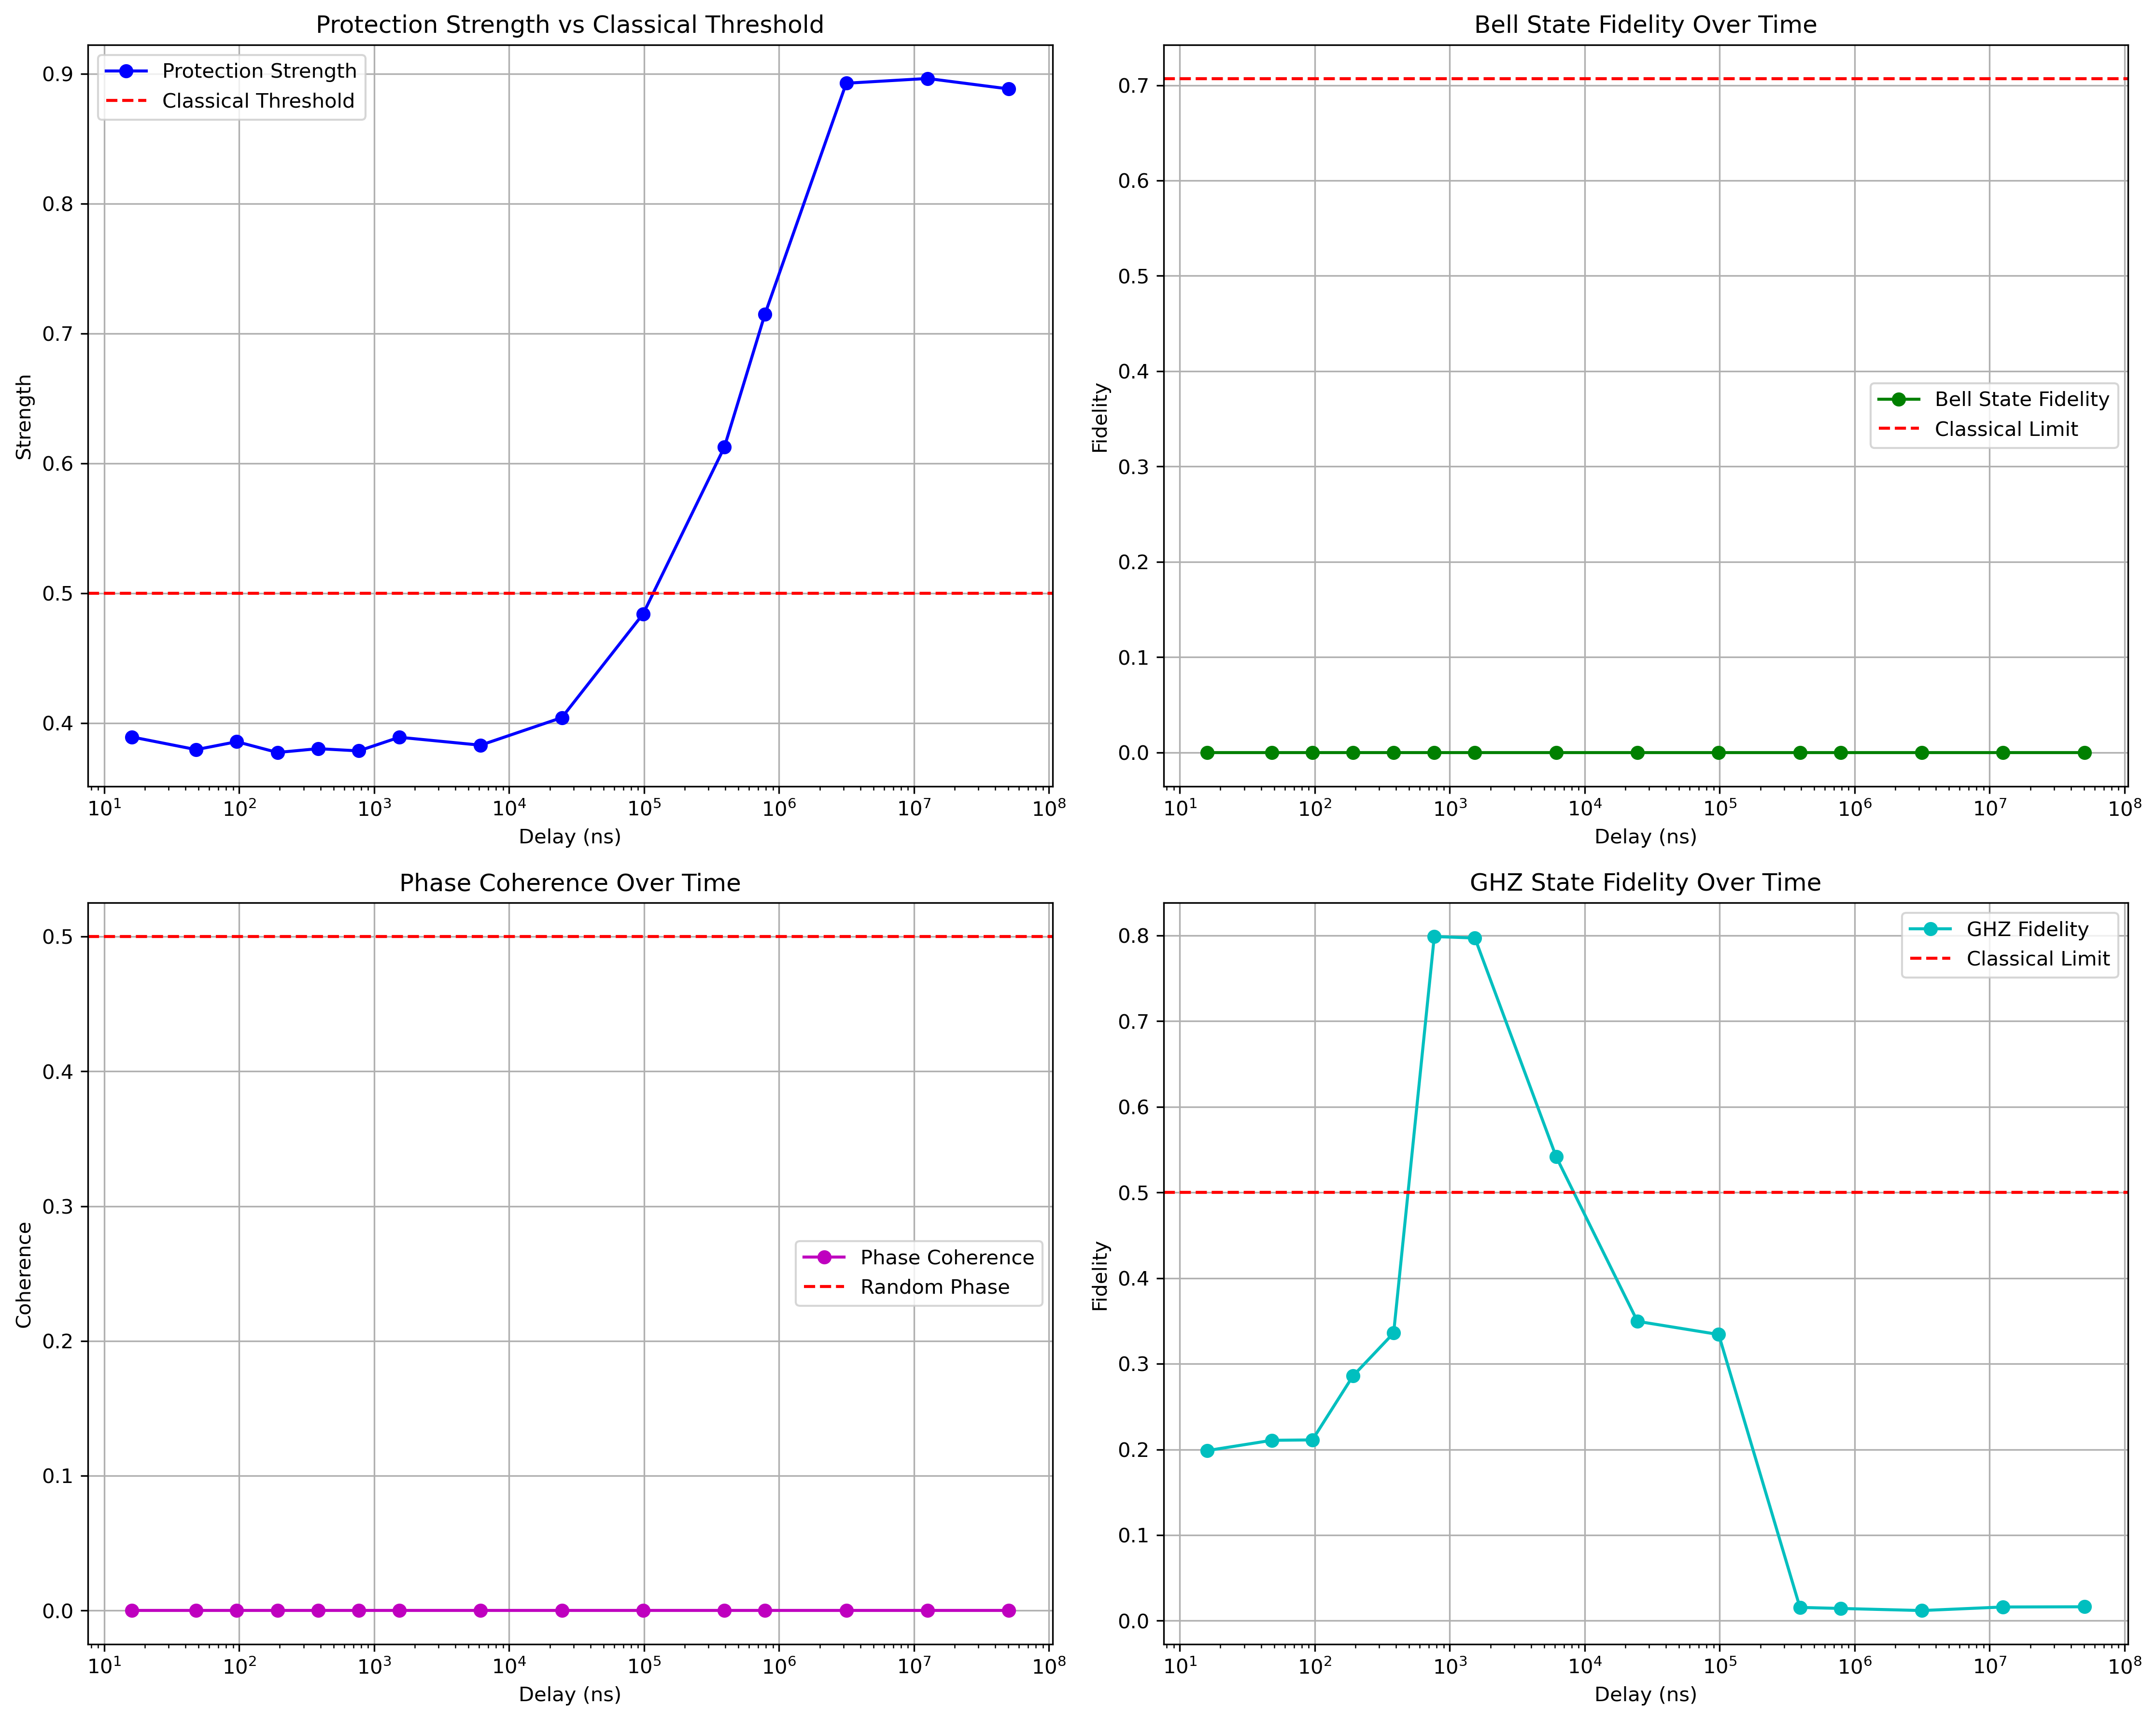 Protection Strength vs Classical Threshold
Protection Strength
Classical Threshold
Strength
0.9
0.8
0.7
0.6
0.5
0.4
10¹ 10² 10³ 10⁴ 10⁵ 10⁶ 10⁷ 10⁸
Delay (ns)
Bell State Fidelity Over Time
Bell State Fidelity
Classical Limit
Fidelity
0.7
0.6
0.5
0.4
0.3
0.2
0.1
0.0
10¹ 10² 10³ 10⁴ 10⁵ 10⁶ 10⁷ 10⁸
Delay (ns)
Phase Coherence Over Time
Phase Coherence
Random Phase
Coherence
0.5
0.4
0.3
0.2
0.1
0.0
10¹ 10² 10³ 10⁴ 10⁵ 10⁶ 10⁷ 10⁸
Delay (ns)
GHZ State Fidelity Over Time
GHZ Fidelity
Classical Limit
Fidelity
0.8
0.7
0.6
0.5
0.4
0.3
0.2
0.1
0.0
10¹ 10² 10³ 10⁴ 10⁵ 10⁶ 10⁷ 10⁸
Delay (ns)